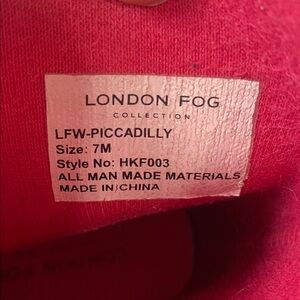 LONDON FOG
COLLECTION
LFW-PICCADILLY
Size: 7M
Style No: HKF003
ALL MAN MADE MATERIALS
MADE IN CHINA